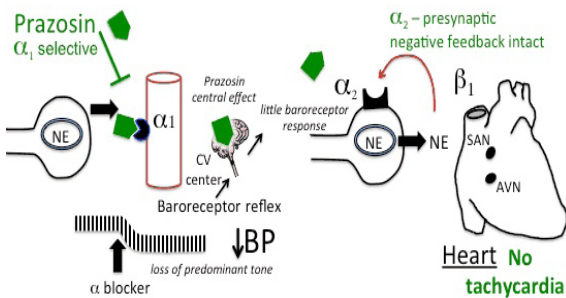 Prazosin
α1 selective
NE
α1
Prazosin
central effect
CV
center
Baroreceptor reflex
BP
loss of predominant tone
α blocker
little baroreceptor
response
α2 – presynaptic
negative feedback intact
α2
NE
NE
β1
SAN
AVN
Heart No
tachycardia